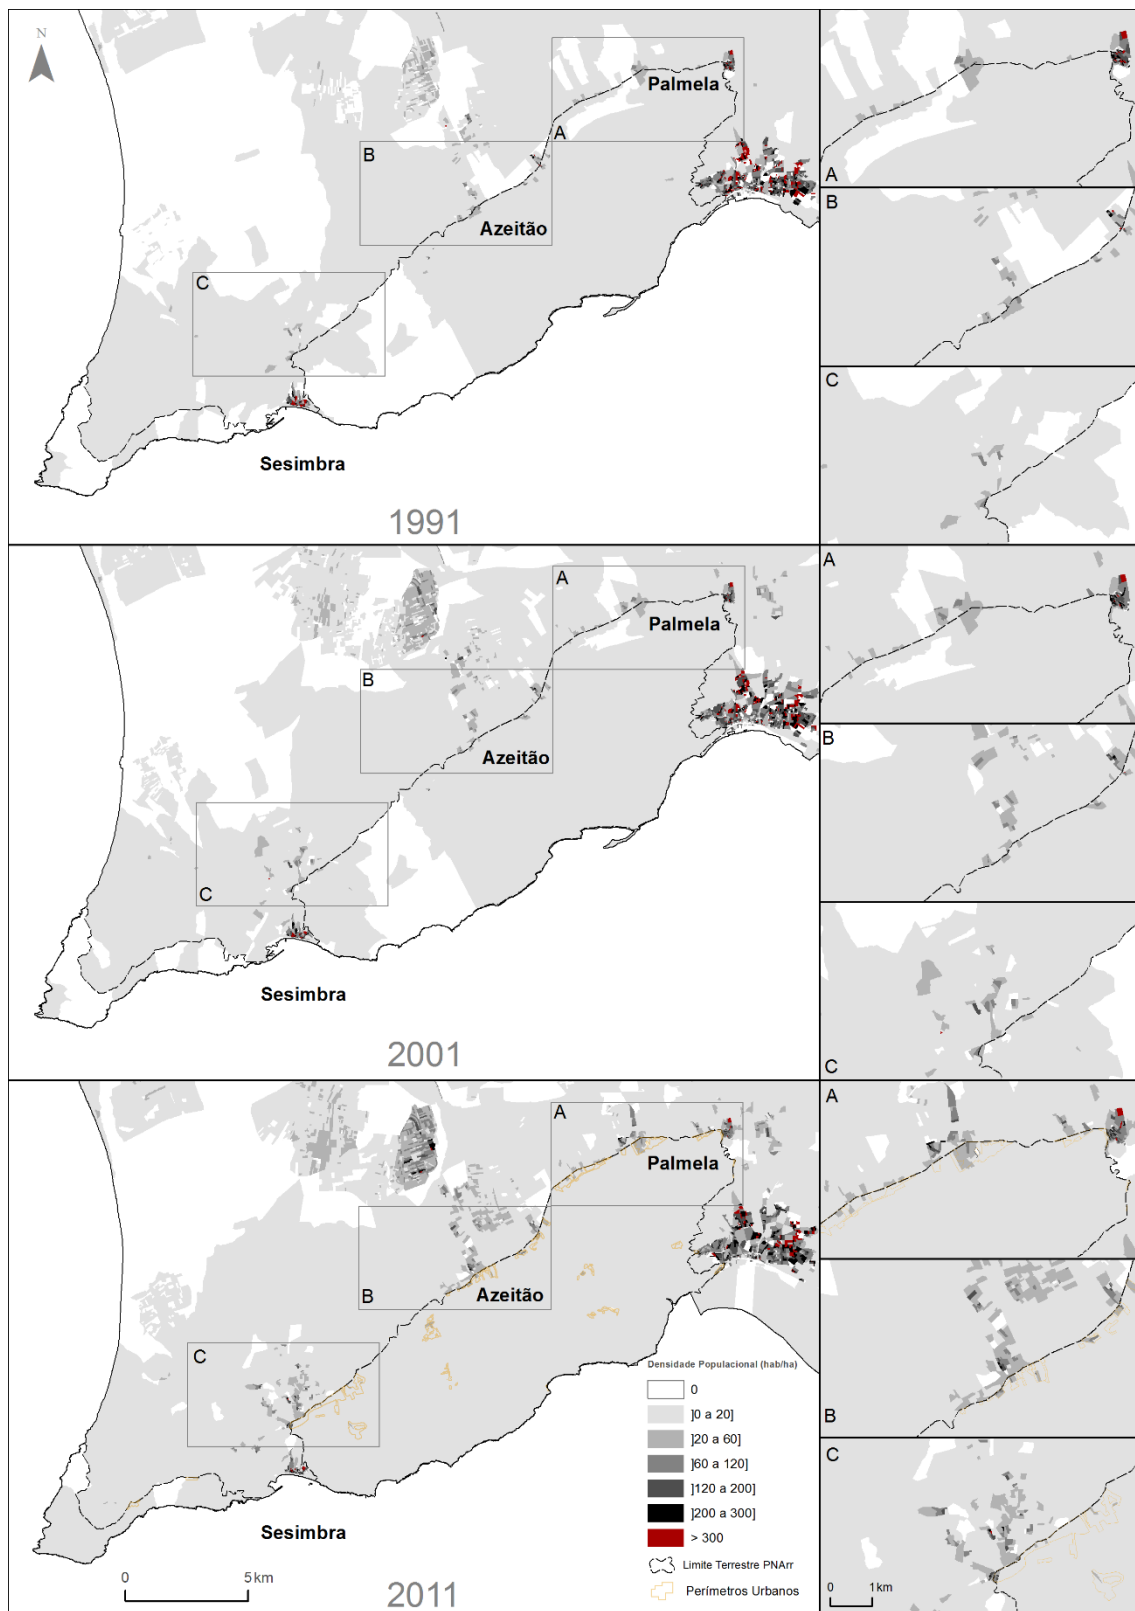 N
Palmela
A
B
Azeitão
C
Sesimbra
1991
A
B
C
A
Palmela
B
Azeitão
C
Sesimbra
2001
A
B
C
A
Palmela
B
Azeitão
C
Sesimbra
0
5 km
2011
Densidade Populacional (hab/ha)
0
]0 a 20]
]20 a 60]
]60 a 120]
]120 a 200]
]200 a 300]
> 300
Limite Terrestre PNArr
Perímetros Urbanos
A
B
C
0
1 km